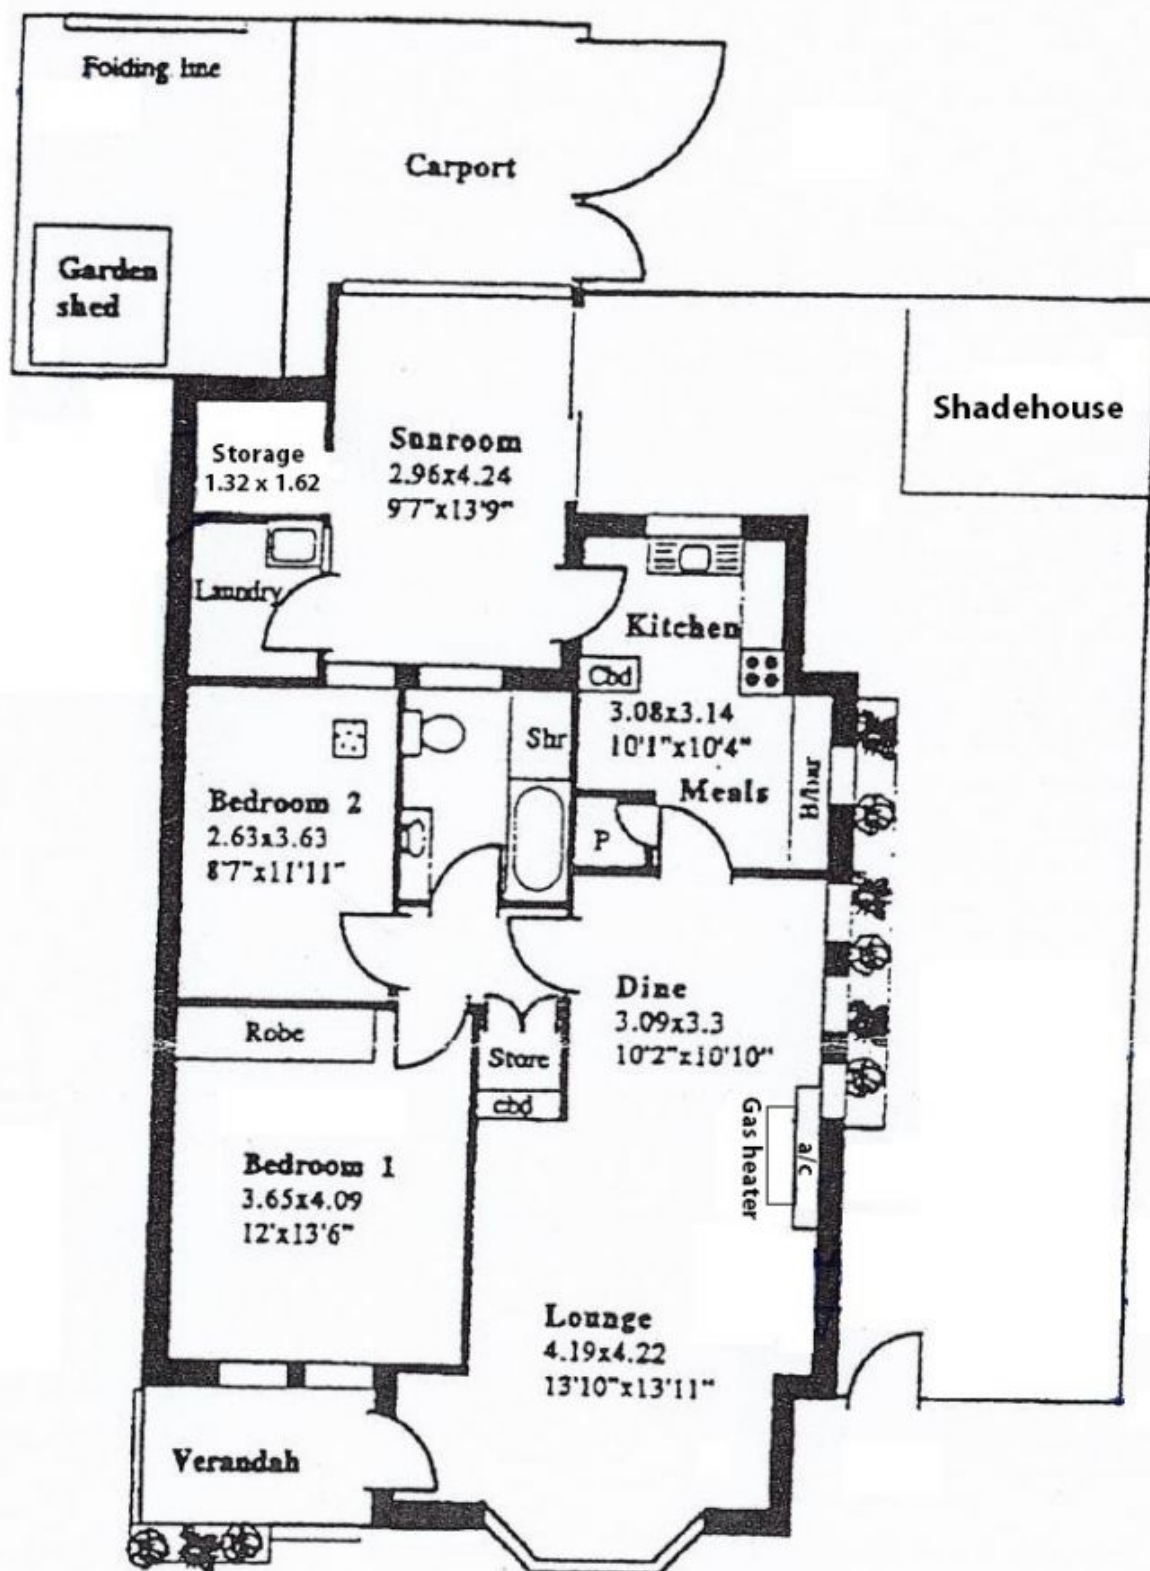 Folding line
Carport
Garden
shed
Shadehouse
Sunroom
2.96x4.24
9'7"x13'9"
Storage
1.32 x 1.62
Laundry
Kitchen
Cbd
3.08x3.14
10'1"x10'4"
Meals
B/bar
Shr
Bedroom 2
2.63x3.63
8'7"x11'11"
P
Dine
3.09x3.3
10'2"x10'10"
Robe
Store
cbd
Gas heater
a/c
Bedroom 1
3.65x4.09
12'x13'6"
Lounge
4.19x4.22
13'10"x13'11"
Verandah